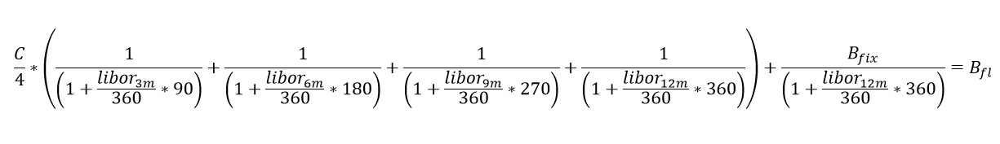 C/4 * (1/(1 + libor_3m/360 * 90) + 1/(1 + libor_6m/360 * 180) + 1/(1 + libor_9m/360 * 270) + 1/(1 + libor_12m/360 * 360)) + B_fix/(1 + libor_12m/360 * 360) = B_fl